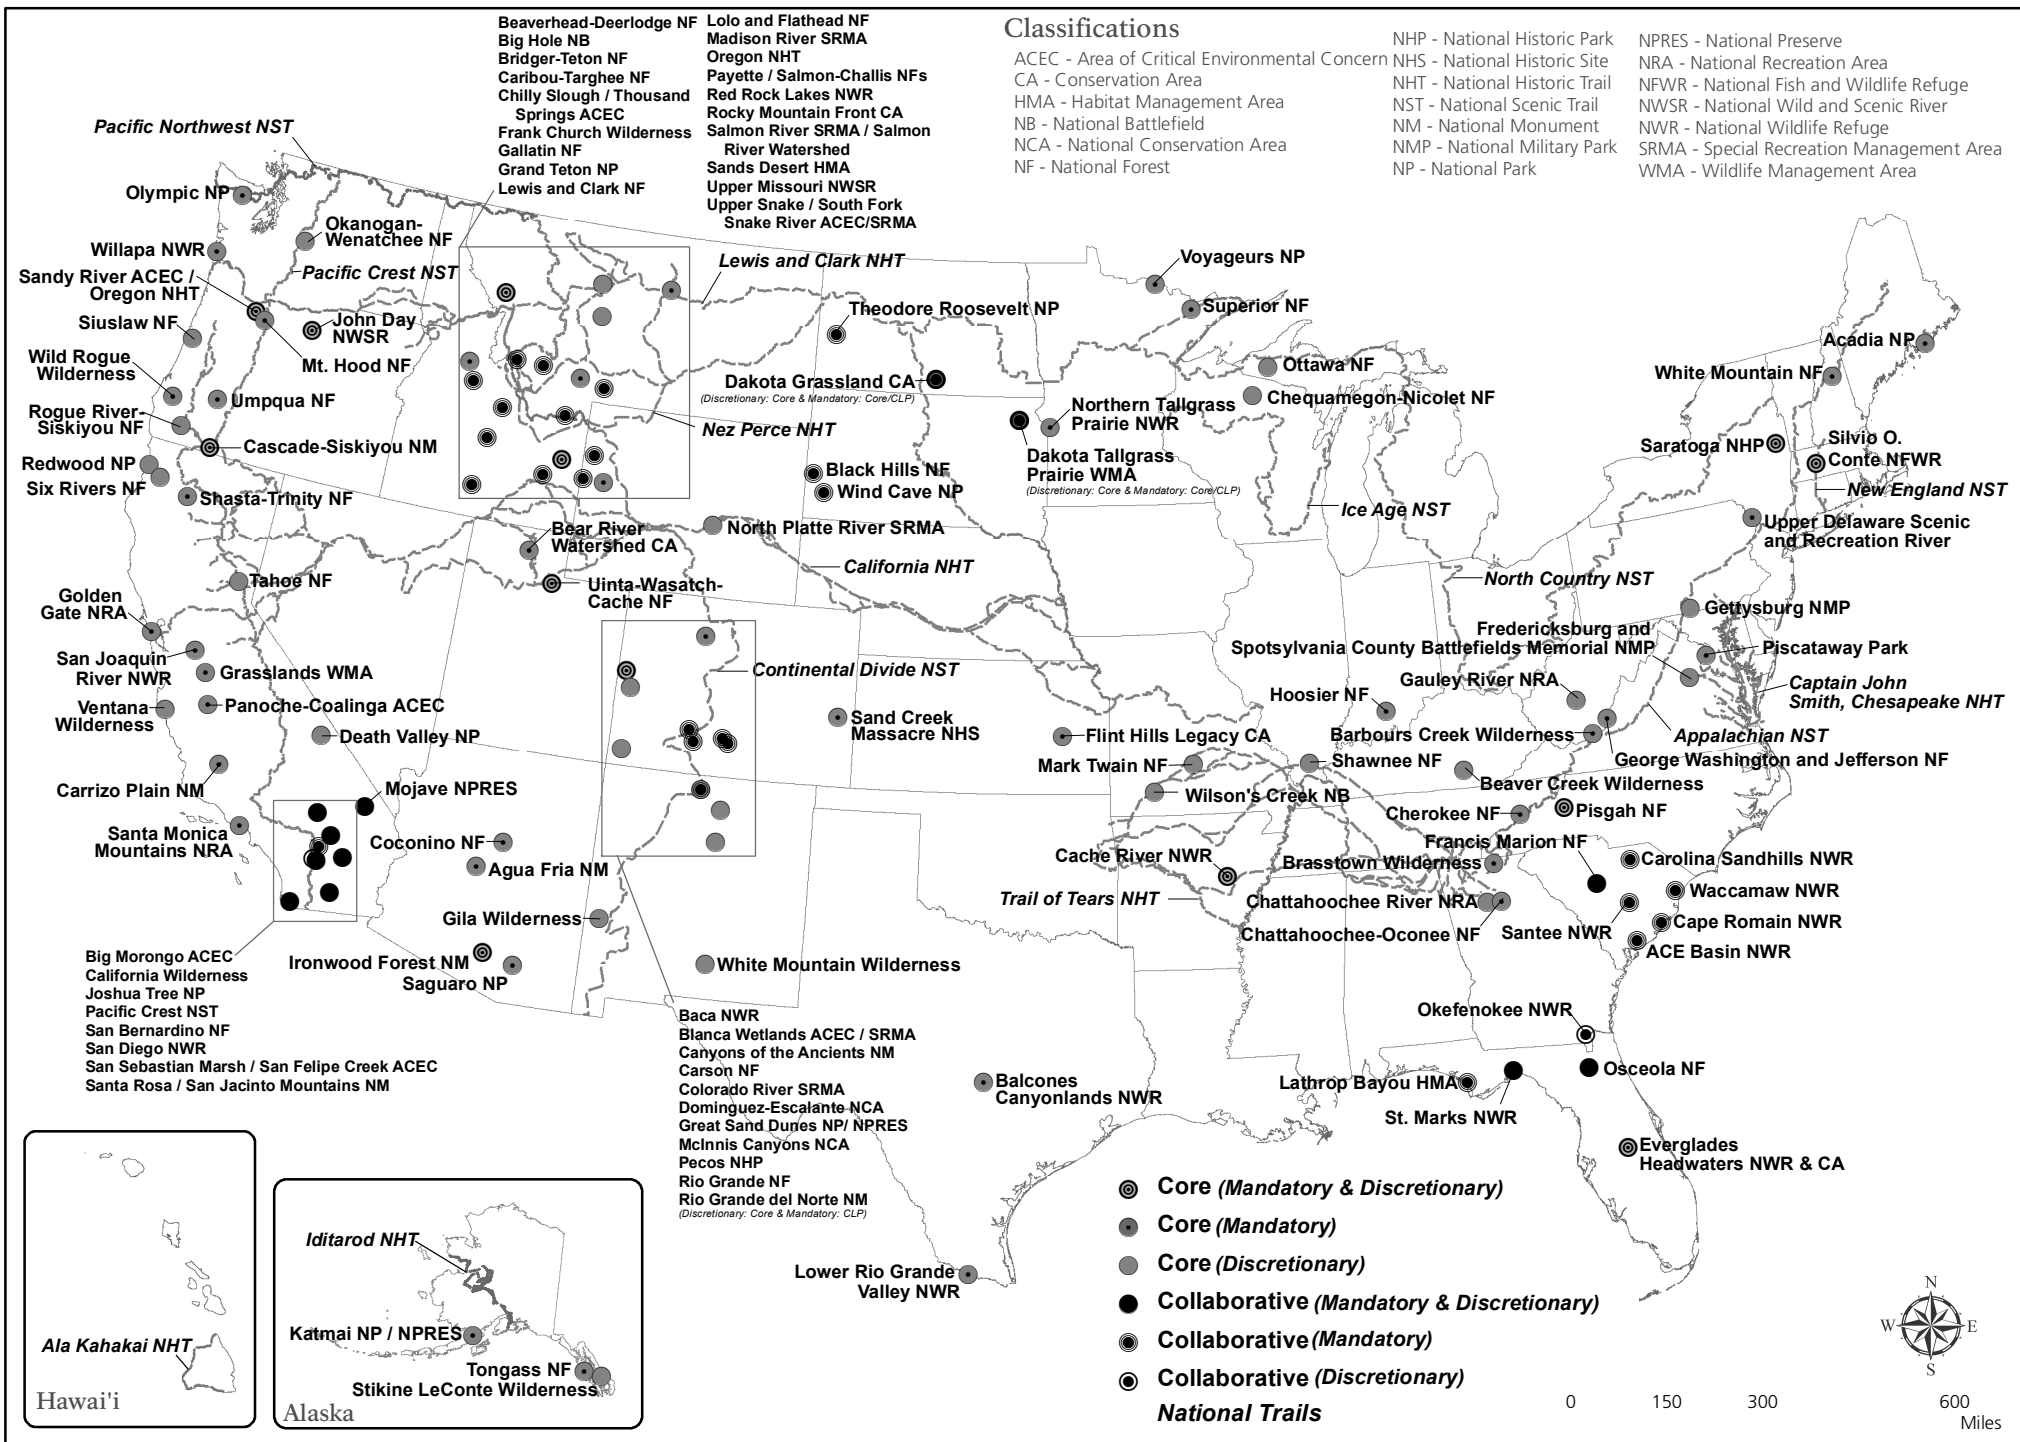 Beaverhead-Deerlodge NF
Big Hole NB
Bridger-Teton NF
Caribou-Targhee NF
Chilly Slough / Thousand
Springs ACEC
Frank Church Wilderness
Gallatin NF
Grand Teton NP
Lewis and Clark NF
Lolo and Flathead NF
Madison River SRMA
Oregon NHT
Payette / Salmon-Challis NFs
Red Rock Lakes NWR
Rocky Mountain Front CA
Salmon River SRMA / Salmon
River Watershed
Sands Desert HMA
Upper Missouri NWSR
Upper Snake / South Fork
Snake River ACEC/SRMA
Classifications
ACEC - Area of Critical Environmental Concern
CA - Conservation Area
HMA - Habitat Management Area
NB - National Battlefield
NCA - National Conservation Area
NF - National Forest
NHP - National Historic Park
NHS - National Historic Site
NHT - National Historic Trail
NST - National Scenic Trail
NM - National Monument
NMP - National Military Park
NP - National Park
NPRES - National Preserve
NRA - National Recreation Area
NFWR - National Fish and Wildlife Refuge
NWSR - National Wild and Scenic River
NWR - National Wildlife Refuge
SRMA - Special Recreation Management Area
WMA - Wildlife Management Area
Pacific Northwest NST
Olympic NP
Okanogan-
Wenatchee NF
Willapa NWR
Pacific Crest NST
Sandy River ACEC /
Oregon NHT
Siuslaw NF
John Day
NWSR
Wild Rogue
Wilderness
Mt. Hood NF
Umpqua NF
Rogue River-
Siskiyou NF
Cascade-Siskiyou NM
Redwood NP
Six Rivers NF
Shasta-Trinity NF
Lewis and Clark NHT
Theodore Roosevelt NP
Dakota Grassland CA
(Discretionary: Core & Mandatory: Core/CLP)
Nez Perce NHT
Black Hills NF
Wind Cave NP
Voyageurs NP
Superior NF
Ottawa NF
Chequamegon-Nicolet NF
Northern Tallgrass
Prairie NWR
Dakota Tallgrass
Prairie WMA
(Discretionary: Core & Mandatory: Core/CLP)
Ice Age NST
Acadia NP
White Mountain NF
Saratoga NHP
Silvio O.
Conte NFWR
New England NST
Upper Delaware Scenic
and Recreation River
North Platte River SRMA
Bear River
Watershed CA
California NHT
Uinta-Wasatch-
Cache NF
North Country NST
Gettysburg NMP
Fredericksburg and
Spotsylvania County Battlefields Memorial NMP
Piscataway Park
Gauley River NRA
Captain John
Smith, Chesapeake NHT
Hoosier NF
Barbours Creek Wilderness
Appalachian NST
George Washington and Jefferson NF
Tahoe NF
Golden
Gate NRA
San Joaquin
River NWR
Grasslands WMA
Ventana
Wilderness
Panoche-Coalinga ACEC
Death Valley NP
Carrizo Plain NM
Mojave NPRES
Santa Monica
Mountains NRA
Coconino NF
Agua Fria NM
Gila Wilderness
Ironwood Forest NM
Saguaro NP
Continental Divide NST
Sand Creek
Massacre NHS
Flint Hills Legacy CA
Mark Twain NF
Shawnee NF
Wilson's Creek NB
Beaver Creek Wilderness
Cherokee NF
Pisgah NF
Francis Marion NF
Cache River NWR
Brasstown Wilderness
Carolina Sandhills NWR
Trail of Tears NHT
Chattahoochee River NRA
Waccamaw NWR
Chattahoochee-Oconee NF
Santee NWR
Cape Romain NWR
ACE Basin NWR
White Mountain Wilderness
Okefenokee NWR
Osceola NF
Lathrop Bayou HMA
St. Marks NWR
Everglades
Headwaters NWR & CA
Balcones
Canyonlands NWR
Lower Rio Grande
Valley NWR
Big Morongo ACEC
California Wilderness
Joshua Tree NP
Pacific Crest NST
San Bernardino NF
San Diego NWR
San Sebastian Marsh / San Felipe Creek ACEC
Santa Rosa / San Jacinto Mountains NM
Baca NWR
Blanca Wetlands ACEC / SRMA
Canyons of the Ancients NM
Carson NF
Colorado River SRMA
Dominguez-Escalante NCA
Great Sand Dunes NP/ NPRES
McInnis Canyons NCA
Pecos NHP
Rio Grande NF
Rio Grande del Norte NM
(Discretionary: Core & Mandatory: CLP)
Ala Kahakai NHT
Hawai'i
Iditarod NHT
Katmai NP / NPRES
Tongass NF
Stikine LeConte Wilderness
Alaska
Core (Mandatory & Discretionary)
Core (Mandatory)
Core (Discretionary)
Collaborative (Mandatory & Discretionary)
Collaborative (Mandatory)
Collaborative (Discretionary)
National Trails
N
W E
S
0 150 300 600
Miles